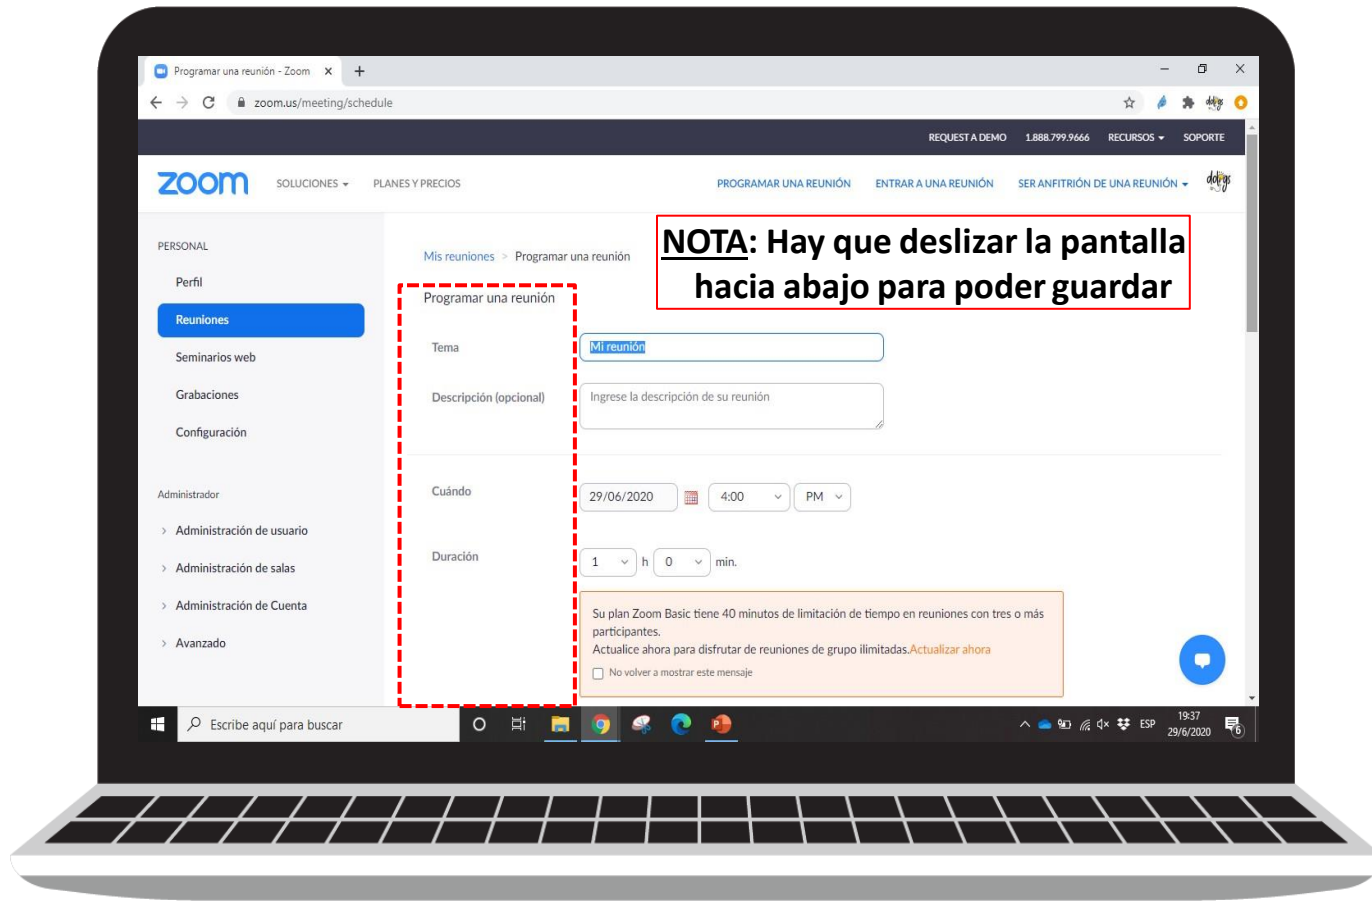 Programar una reunión - Zoom
zoom.us/meeting/schedule
REQUEST A DEMO 1.888.799.9666 RECURSOS SOPORTE
zoom SOLUCIONES PLANES Y PRECIOS PROGRAMAR UNA REUNIÓN ENTRAR A UNA REUNIÓN SER ANFITRIÓN DE UNA REUNIÓN
NOTA: Hay que deslizar la pantalla
hacia abajo para poder guardar
PERSONAL
Perfil
Reuniones
Seminarios web
Grabaciones
Configuración
Administrador
> Administración de usuario
> Administración de salas
> Administración de Cuenta
> Avanzado
Mis reuniones > Programar una reunión
Programar una reunión
Tema Mi reunión
Descripción (opcional) Ingrese la descripción de su reunión
Cuándo 29/06/2020 4:00 PM
Duración 1 h 0 min.
Su plan Zoom Basic tiene 40 minutos de limitación de tiempo en reuniones con tres o más
participantes.
Actualice ahora para disfrutar de reuniones de grupo ilimitadas.Actualizar ahora
No volver a mostrar este mensaje
Escribe aquí para buscar
ESP
19:37
29/6/2020
6